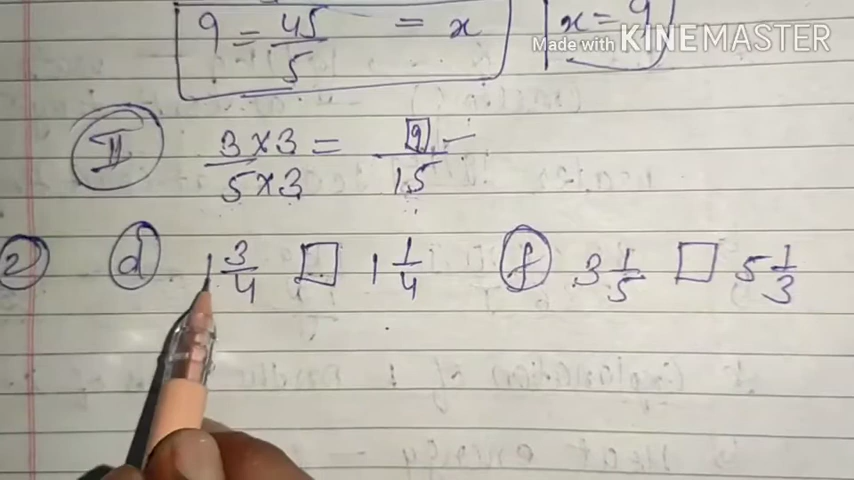 9 = 45/5 = x x = 9
Made with KINEMASTER
II 3×3/5×3 = 9/15
2 d 1 3/4 □ 1 1/4 f 3 1/5 □ 5 1/3